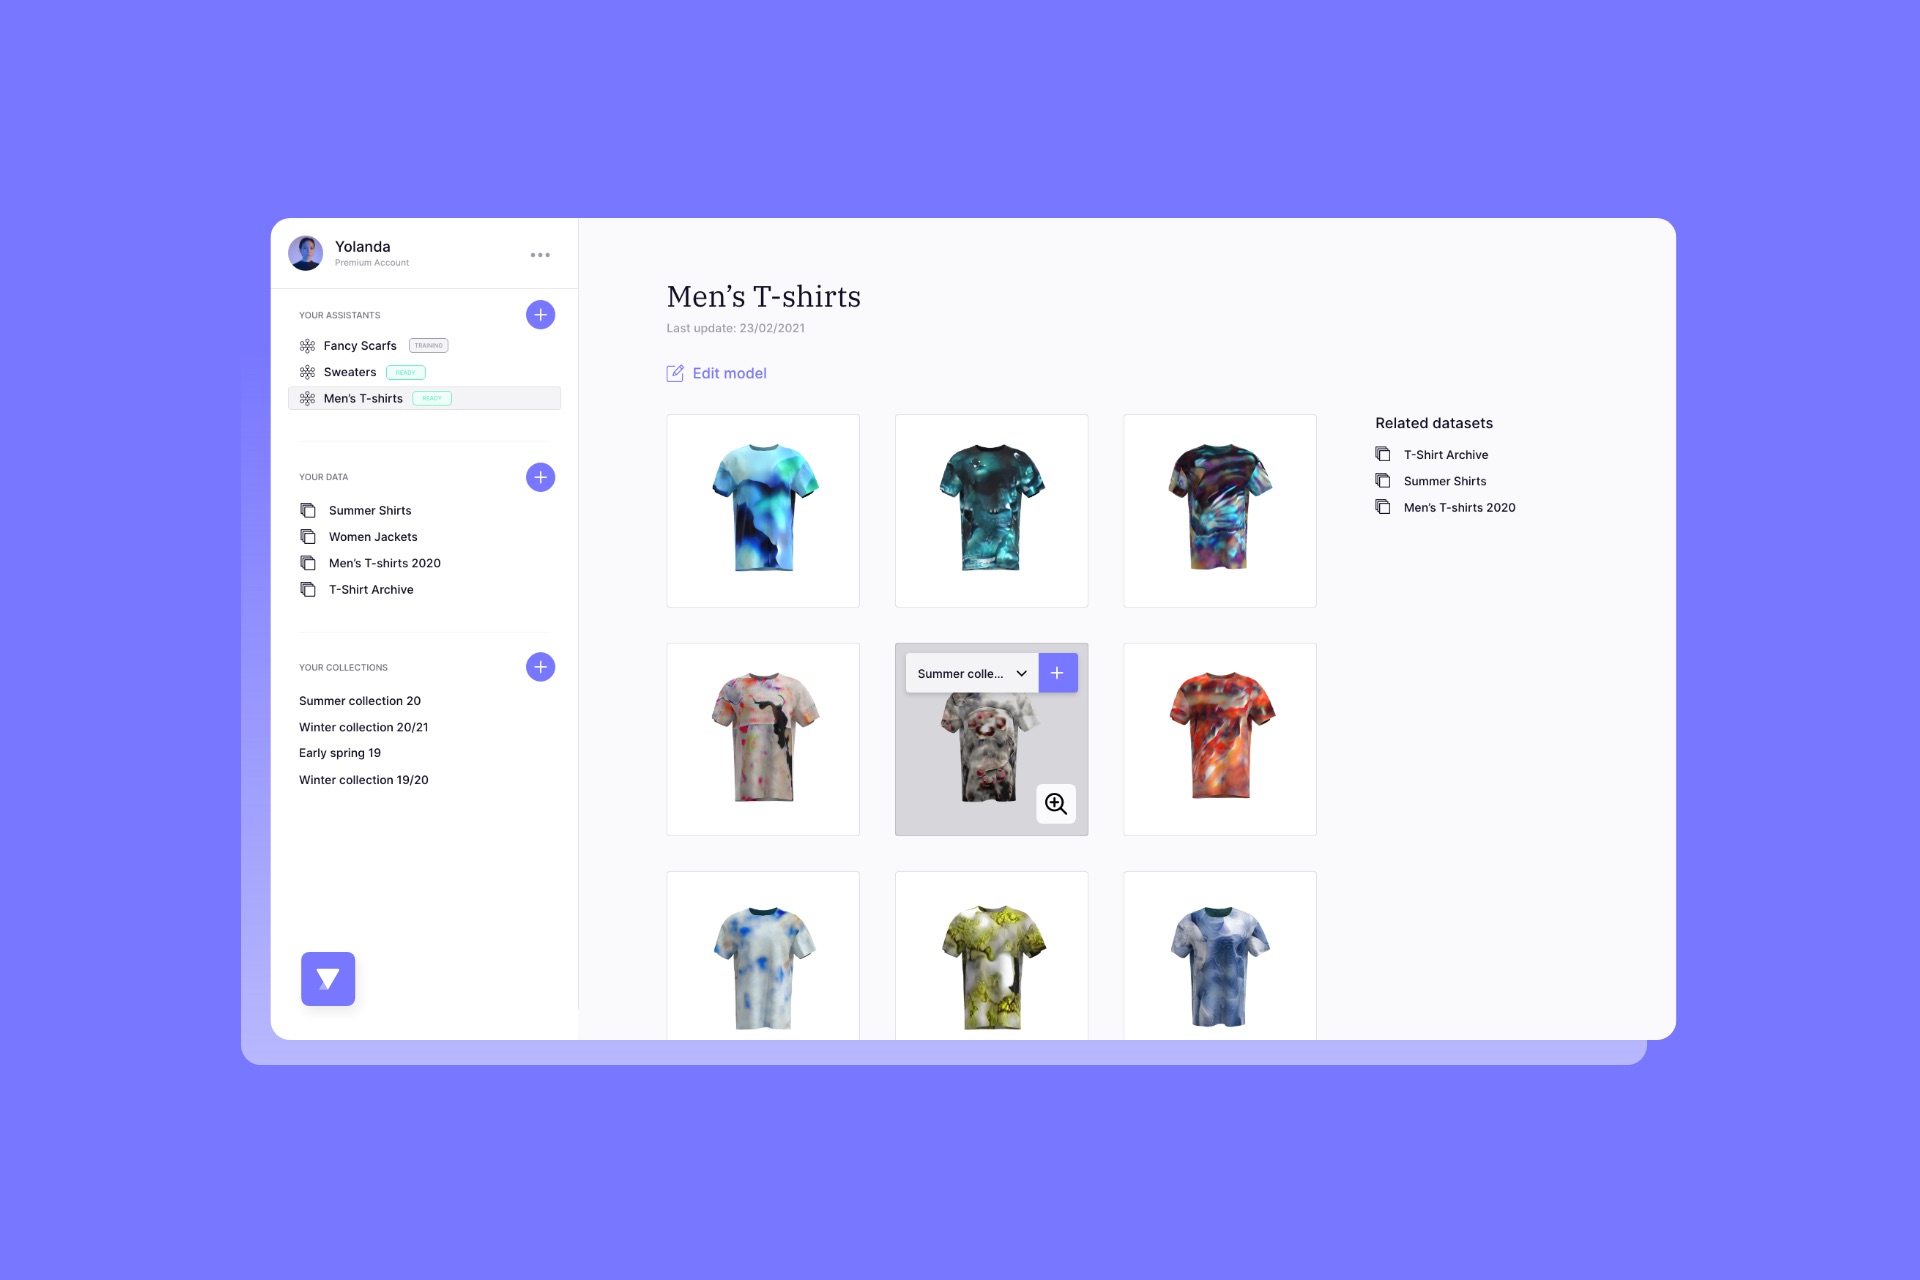 Yolanda
Premium Account
YOUR ASSISTANTS
Fancy Scarfs TRAINING
Sweaters READY
Men’s T-shirts READY
YOUR DATA
Summer Shirts
Women Jackets
Men’s T-shirts 2020
T-Shirt Archive
YOUR COLLECTIONS
Summer collection 20
Winter collection 20/21
Early spring 19
Winter collection 19/20
Men’s T-shirts
Last update: 23/02/2021
Edit model
Summer colle...
Related datasets
T-Shirt Archive
Summer Shirts
Men’s T-shirts 2020